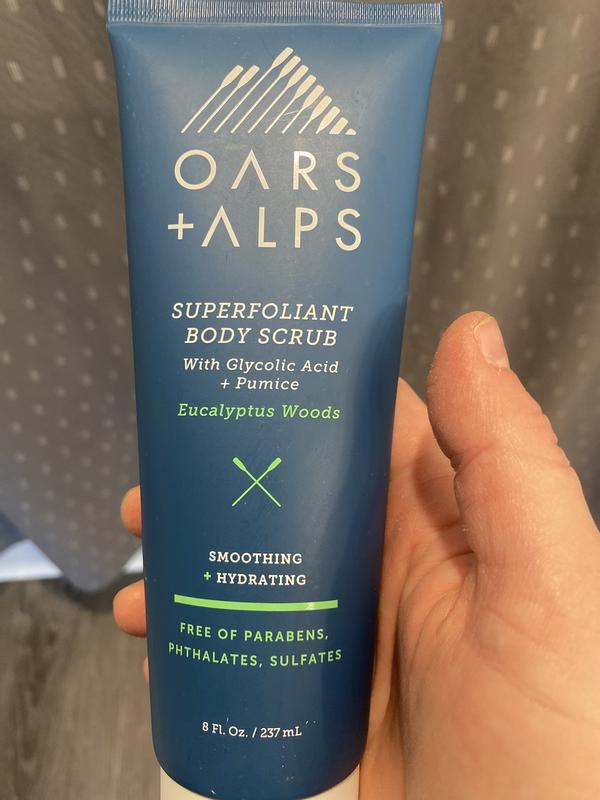 OARS
+ALPS
SUPERFOLIANT
BODY SCRUB
With Glycolic Acid
+ Pumice
Eucalyptus Woods
SMOOTHING
+ HYDRATING
FREE OF PARABENS,
PHTHALATES, SULFATES
8 Fl. Oz. / 237 mL